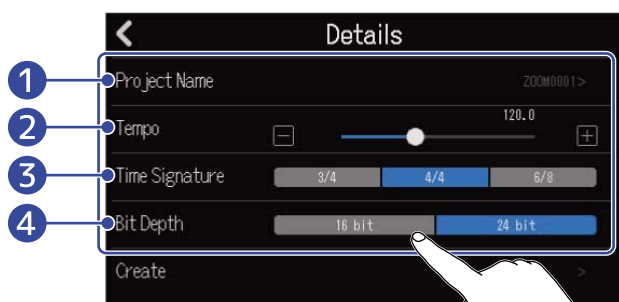 Details
1 Project Name ZOOM0001>
120.0
2 Tempo
3 Time Signature 3/4 4/4 6/8
4 Bit Depth 16 bit 24 bit
Create >